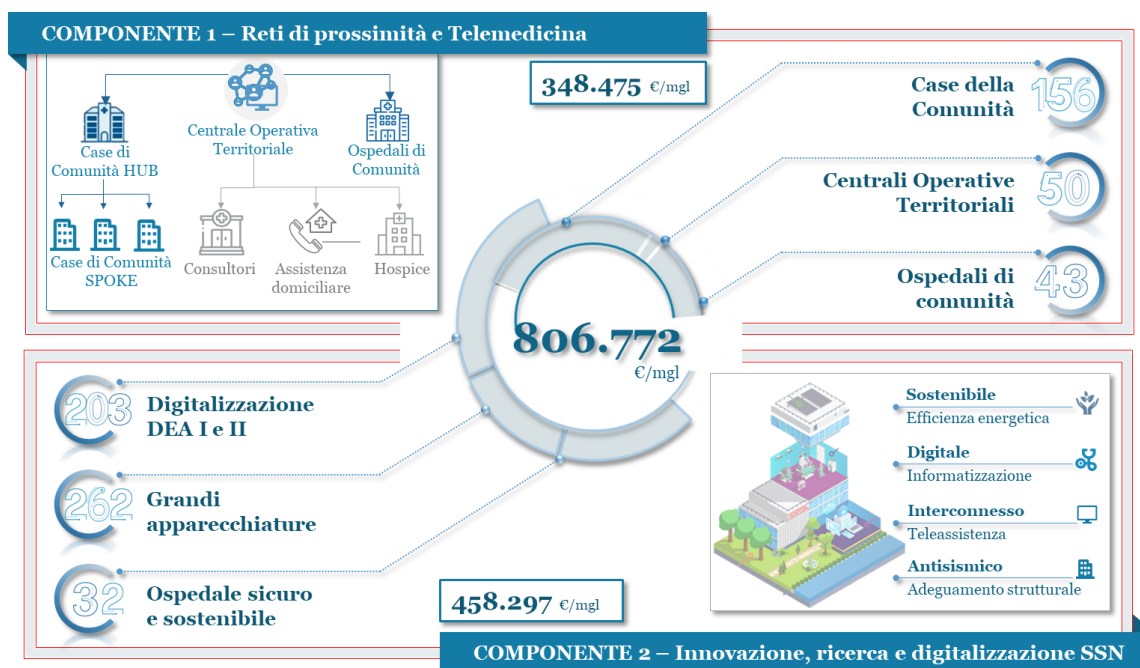 COMPONENTE 1 – Reti di prossimità e Telemedicina
Case di
Comunità HUB
Centrale Operativa
Territoriale
Ospedali di
Comunità
Case di Comunità
SPOKE
Consultori
Assistenza
domiciliare
Hospice
348.475 €/mgl
Case della
Comunità
156
Centrali Operative
Territoriali
50
Ospedali di
comunità
43
806.772
€/mgl
203
Digitalizzazione
DEA I e II
262
Grandi
apparecchiature
32
Ospedale sicuro
e sostenibile
458.297 €/mgl
Sostenibile
Efficienza energetica
Digitale
Informatizzazione
Interconnesso
Teleassistenza
Antisismico
Adeguamento strutturale
COMPONENTE 2 – Innovazione, ricerca e digitalizzazione SSN